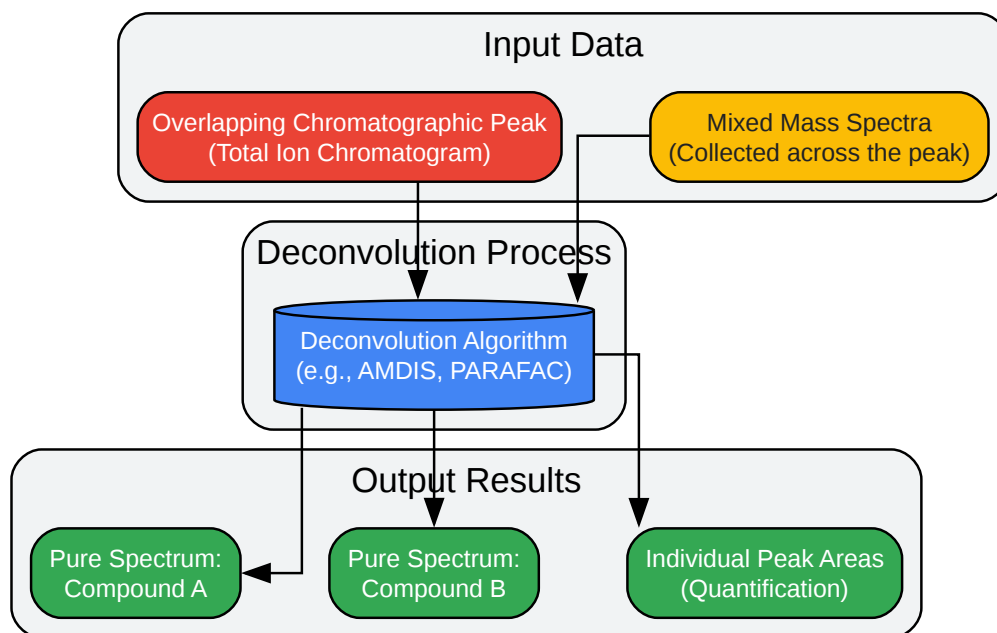 Input Data
Overlapping Chromatographic Peak
(Total Ion Chromatogram)
Mixed Mass Spectra
(Collected across the peak)
Deconvolution Process
Deconvolution Algorithm
(e.g., AMDIS, PARAFAC)
Output Results
Pure Spectrum:
Compound A
Pure Spectrum:
Compound B
Individual Peak Areas
(Quantification)